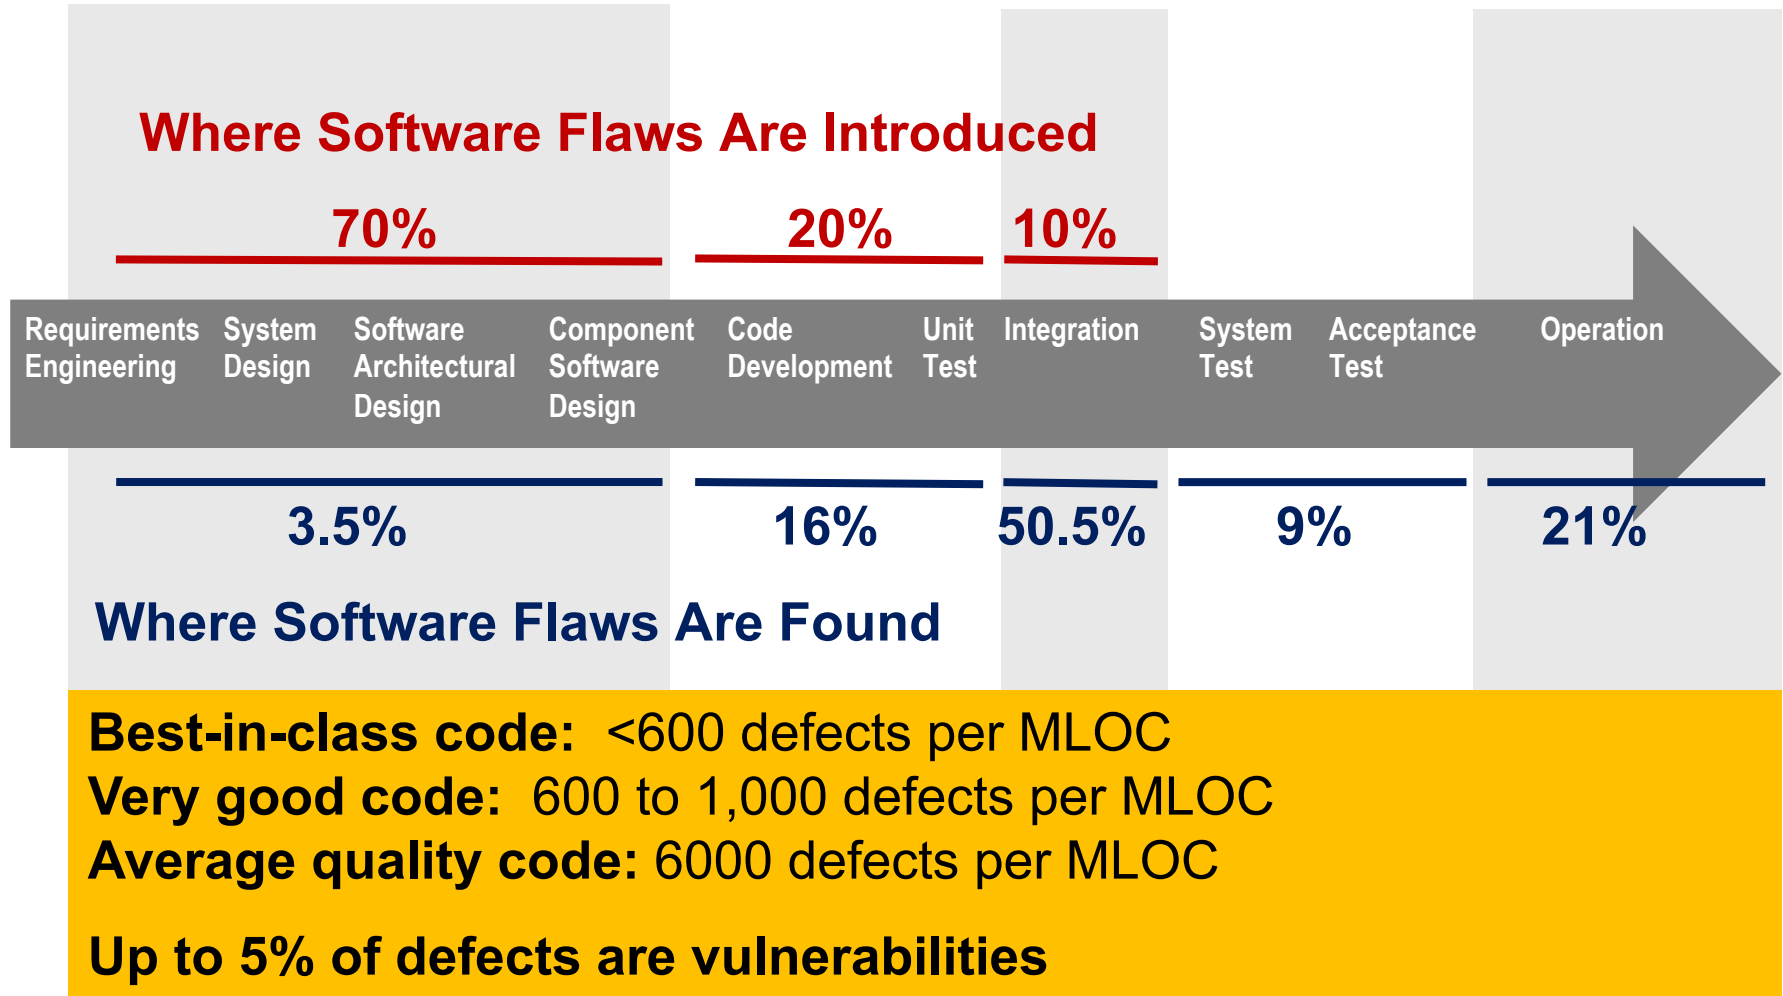 Where Software Flaws Are Introduced
70% 20% 10%
Requirements Engineering
System Design
Software Architectural Design
Component Software Design
Code Development
Unit Test
Integration
System Test
Acceptance Test
Operation
3.5% 16% 50.5% 9% 21%
Where Software Flaws Are Found
Best-in-class code: <600 defects per MLOC
Very good code: 600 to 1,000 defects per MLOC
Average quality code: 6000 defects per MLOC
Up to 5% of defects are vulnerabilities